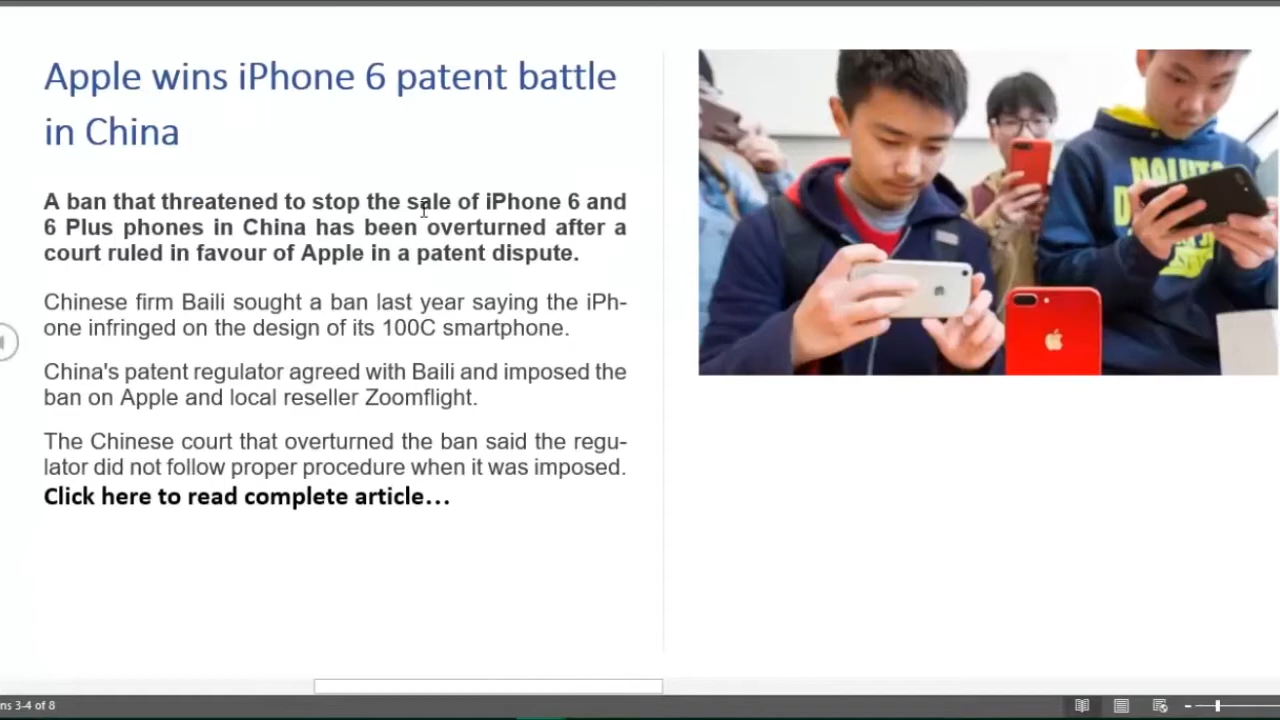 Apple wins iPhone 6 patent battle
in China
A ban that threatened to stop the sale of iPhone 6 and
6 Plus phones in China has been overturned after a
court ruled in favour of Apple in a patent dispute.
Chinese firm Baili sought a ban last year saying the iPh-
one infringed on the design of its 100C smartphone.
China's patent regulator agreed with Baili and imposed the
ban on Apple and local reseller Zoomflight.
The Chinese court that overturned the ban said the regu-
lator did not follow proper procedure when it was imposed.
Click here to read complete article...
NALUTO
ns 3-4 of 8